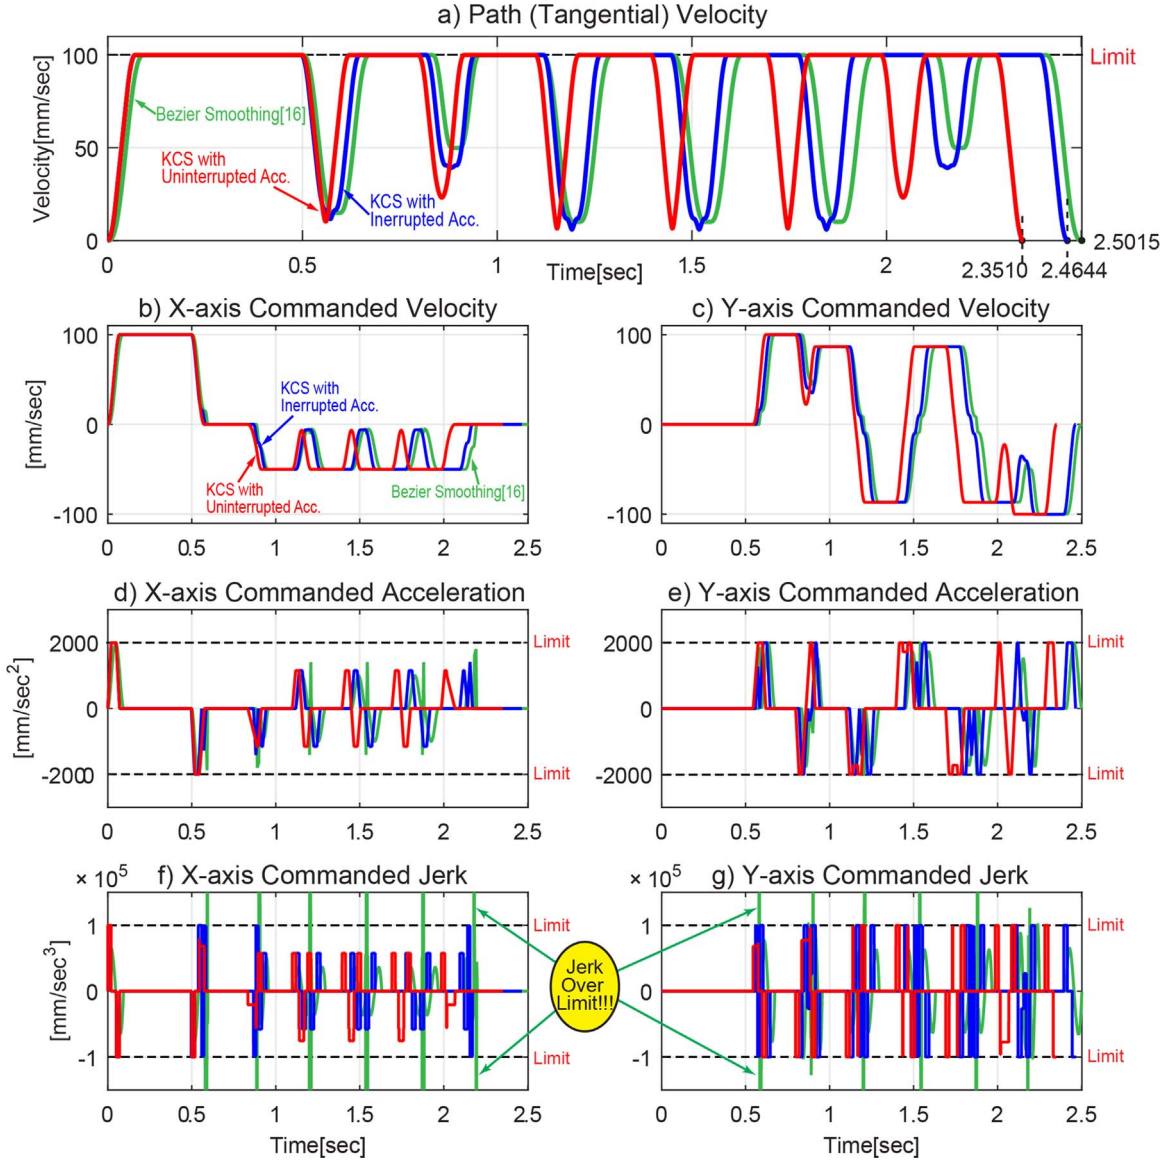 a) Path (Tangential) Velocity
Velocity[mm/sec]
100
50
0
Limit
Bezier Smoothing[16]
KCS with
Uninterrupted Acc.
KCS with
Inerrupted Acc.
0
0.5
1
1.5
2
2.5015
2.3510
2.4644
Time[sec]
b) X-axis Commanded Velocity
[mm/sec]
100
0
-100
KCS with
Inerrupted Acc.
KCS with
Uninterrupted Acc.
Bezier Smoothing[16]
0
0.5
1
1.5
2
2.5
c) Y-axis Commanded Velocity
100
0
-100
0
0.5
1
1.5
2
2.5
d) X-axis Commanded Acceleration
[mm/sec²]
2000
0
-2000
Limit
Limit
0
0.5
1
1.5
2
2.5
e) Y-axis Commanded Acceleration
2000
0
-2000
Limit
Limit
0
0.5
1
1.5
2
2.5
f) X-axis Commanded Jerk
× 10⁵
[mm/sec³]
1
0
-1
Limit
Limit
0
0.5
1
1.5
2
2.5
Time[sec]
Jerk
Over
Limit!!!
g) Y-axis Commanded Jerk
× 10⁵
1
0
-1
Limit
Limit
0
0.5
1
1.5
2
2.5
Time[sec]